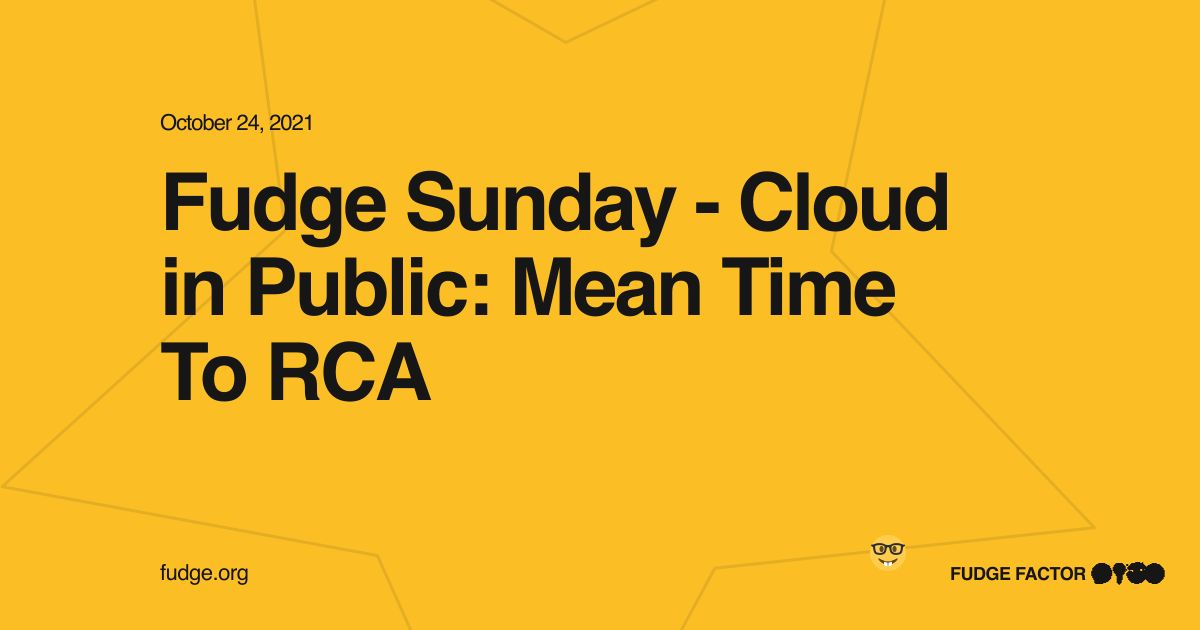 October 24, 2021
Fudge Sunday - Cloud
in Public: Mean Time
To RCA
fudge.org
FUDGE FACTOR